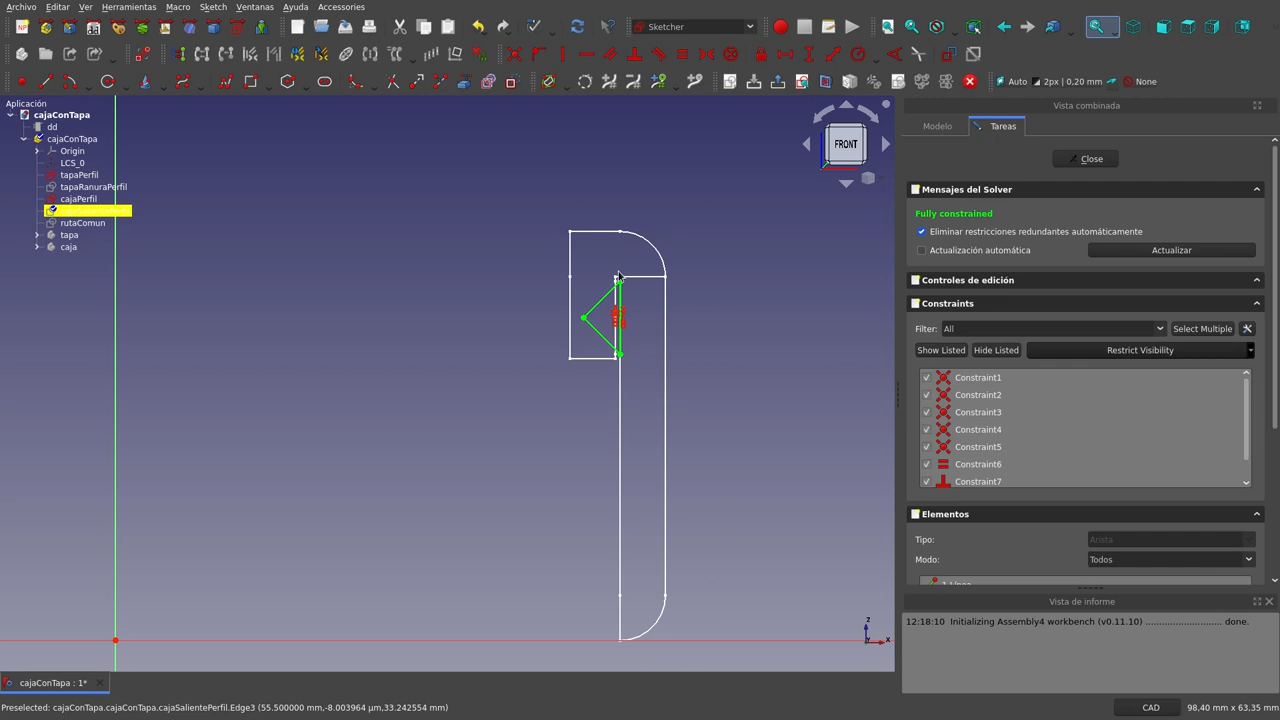 Archivo Editar Ver Herramientas Macro Sketch Ventanas Ayuda Accessories
Sketcher
Auto 2px | 0.20 mm None
Aplicación
cajaConTapa
dd
cajaConTapa
Origin
LCS_0
tapaPerfil
tapaRanuraPerfil
cajaPerfil
rutaComun
tapa
caja
FRONT
Z
X
Vista combinada
Modelo Tareas
Close
Mensajes del Solver
Fully constrained
Eliminar restricciones redundantes automáticamente
Actualización automática Actualizar
Controles de edición
Constraints
Filter: All Select Multiple
Show Listed Hide Listed Restrict Visibility
Constraint1
Constraint2
Constraint3
Constraint4
Constraint5
Constraint6
Constraint7
Elementos
Tipo: Arista
Modo: Todos
Vista de informe
12:18:10 Initializing Assembly4 workbench (v0.11.10) ............................. done.
cajaConTapa : 1*
Preselected: cajaConTapa.cajaConTapa.cajaSalientePerfil.Edge3 (55.500000 mm,-8.003964 µm,33.242554 mm)
CAD 98,40 mm x 63,35 mm